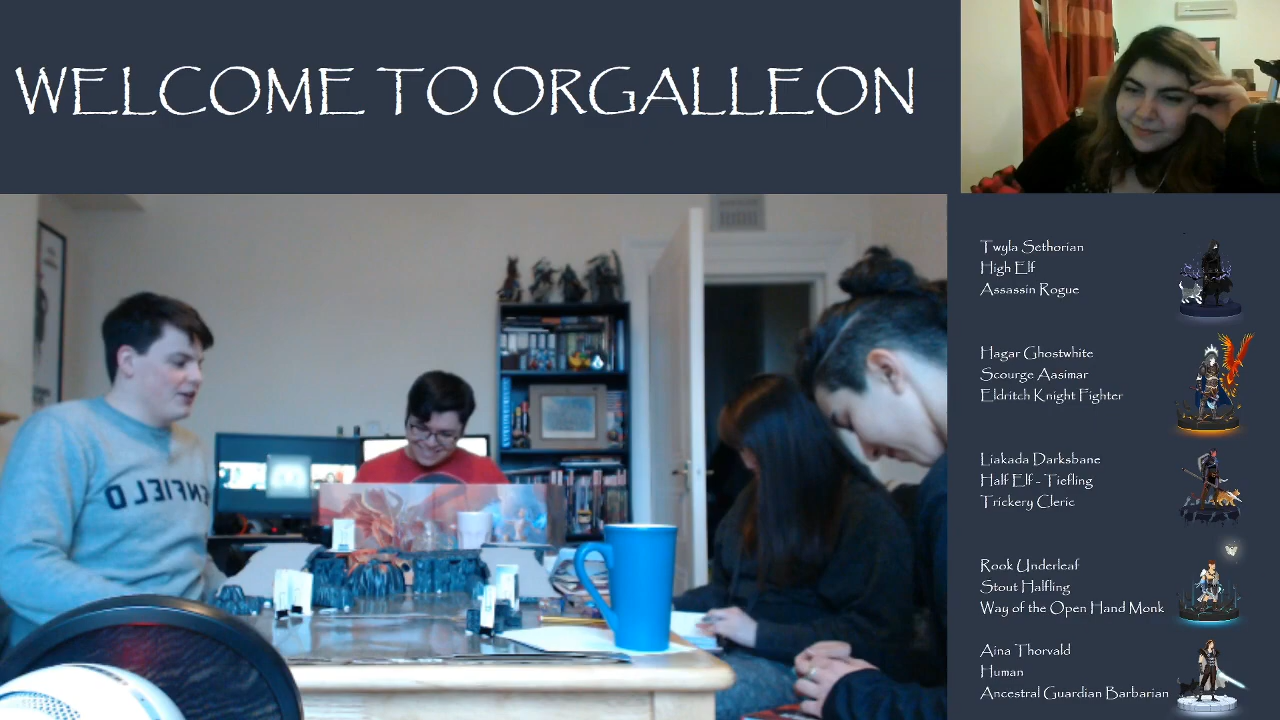 WELCOME TO ORGALLEON
Twyla Sethorian
High Elf
Assassin Rogue
Hagar Ghostwhite
Scourge Aasimar
Eldritch Knight Fighter
Liakada Darksbane
Half Elf - Tiefling
Trickery Cleric
Rook Underleaf
Stout Halfling
Way of the Open Hand Monk
Aina Thorvald
Human
Ancestral Guardian Barbarian
ENFIELD